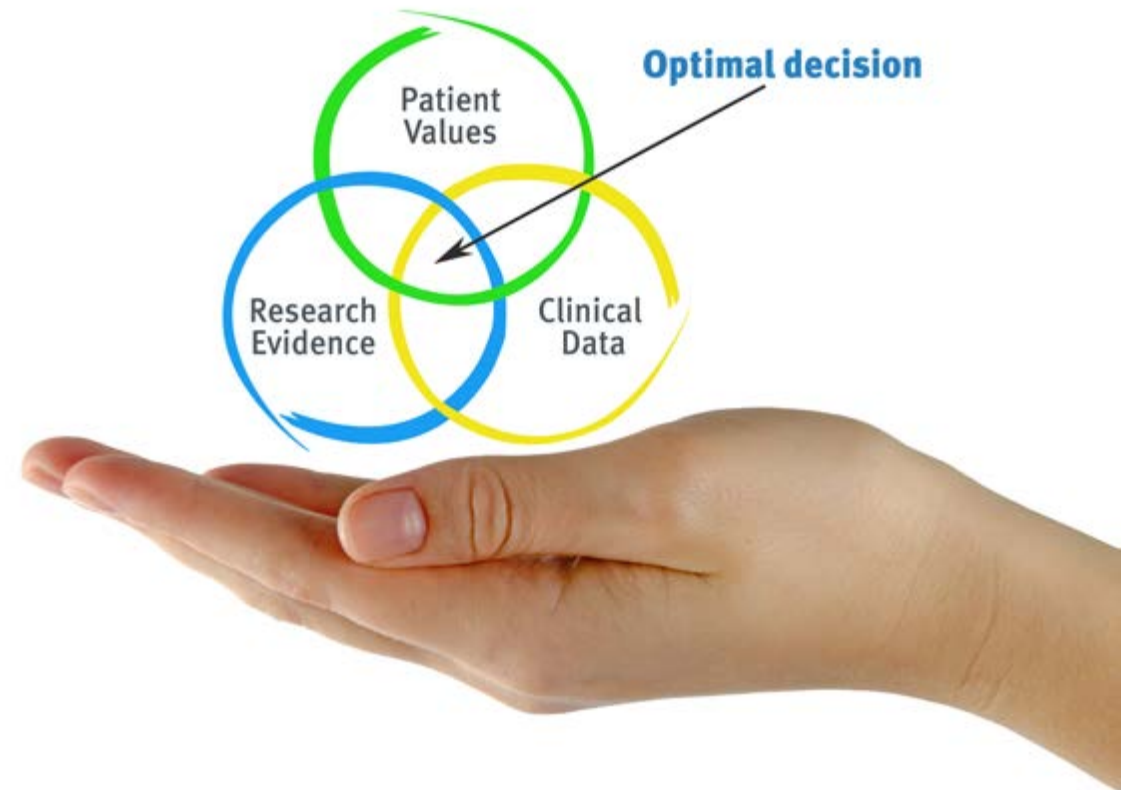 Optimal decision
Patient
Values
Research
Evidence
Clinical
Data